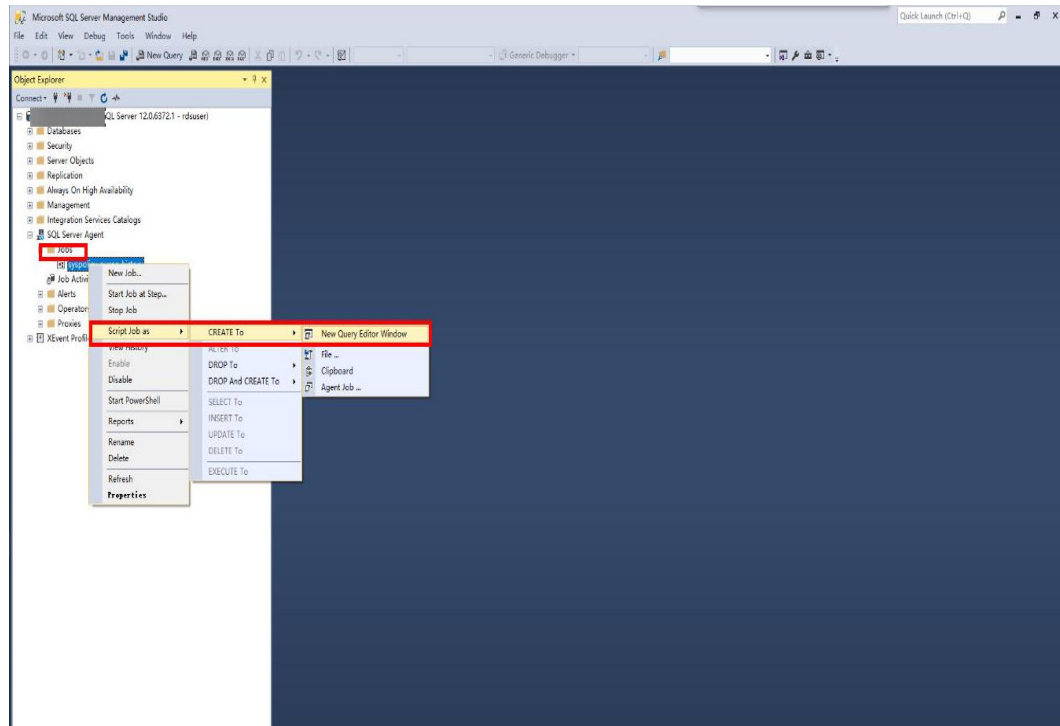 Microsoft SQL Server Management Studio
Quick Launch (Ctrl+Q)
File Edit View Debug Tools Window Help
New Query
Generic Debugger
Object Explorer
Connect
QL Server 12.0.6372.1 - rdsuser)
Databases
Security
Server Objects
Replication
Always On High Availability
Management
Integration Services Catalogs
SQL Server Agent
Jobs
Job Activi
Alerts
Operator
Proxies
XEvent Profil
New Job...
Start Job at Step...
Stop Job
Script Job as
View History
Enable
Disable
Start PowerShell
Reports
Rename
Delete
Refresh
Properties
CREATE To
ALTER To
DROP To
DROP And CREATE To
SELECT To
INSERT To
UPDATE To
DELETE To
EXECUTE To
New Query Editor Window
File ...
Clipboard
Agent Job ...